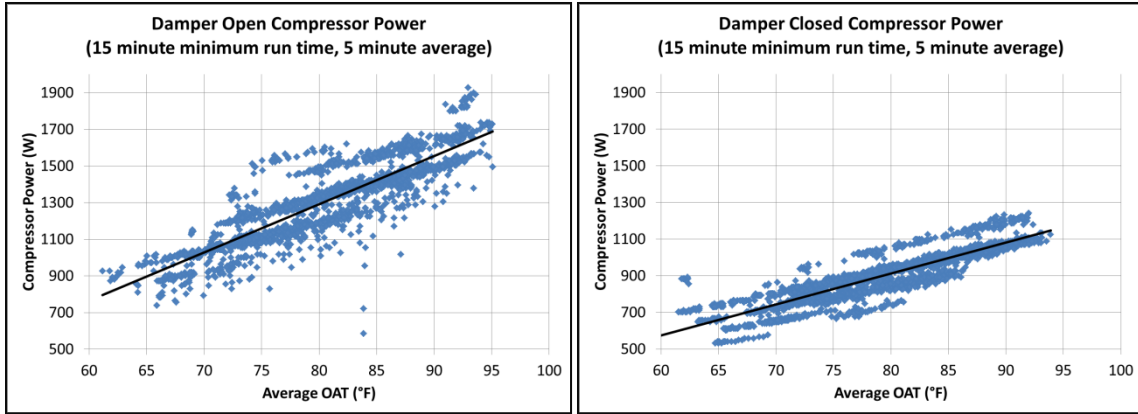 Damper Open Compressor Power
(15 minute minimum run time, 5 minute average)
Compressor Power (W)
1900
1700
1500
1300
1100
900
700
500
60 65 70 75 80 85 90 95 100
Average OAT (°F)
Damper Closed Compressor Power
(15 minute minimum run time, 5 minute average)
Compressor Power (W)
1900
1700
1500
1300
1100
900
700
500
60 65 70 75 80 85 90 95 100
Average OAT (°F)